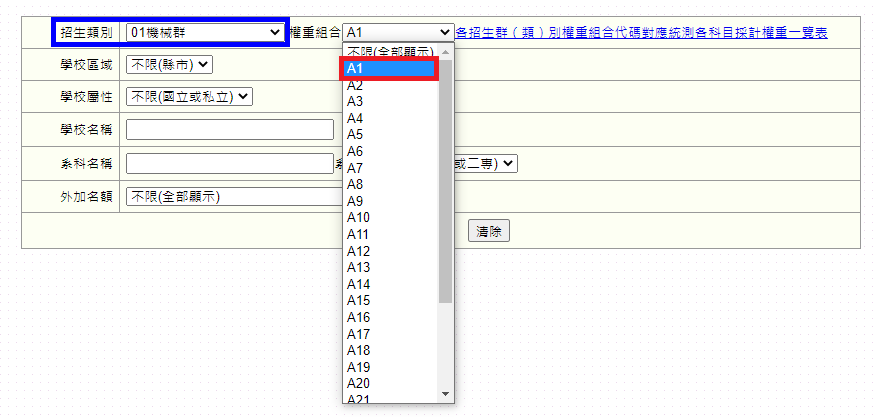 招生類別 01機械群 權重組合 A1 各招生群(類)別權重組合代碼對應統測各科目採計權重一覽表
學校區域 不限(縣市)
學校屬性 不限(國立或私立)
學校名稱
系科名稱 或二專)
外加名額 不限(全部顯示)
清除
不限(全部顯示)
A1
A2
A3
A4
A5
A6
A7
A8
A9
A10
A11
A12
A13
A14
A15
A16
A17
A18
A19
A20
A21